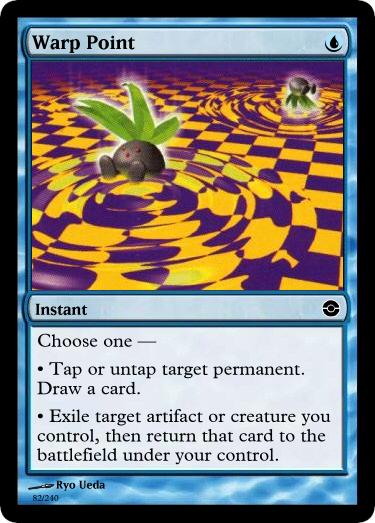 Warp Point
Instant
Choose one —
• Tap or untap target permanent.
Draw a card.
• Exile target artifact or creature you
control, then return that card to the
battlefield under your control.
Ryo Ueda
82/240